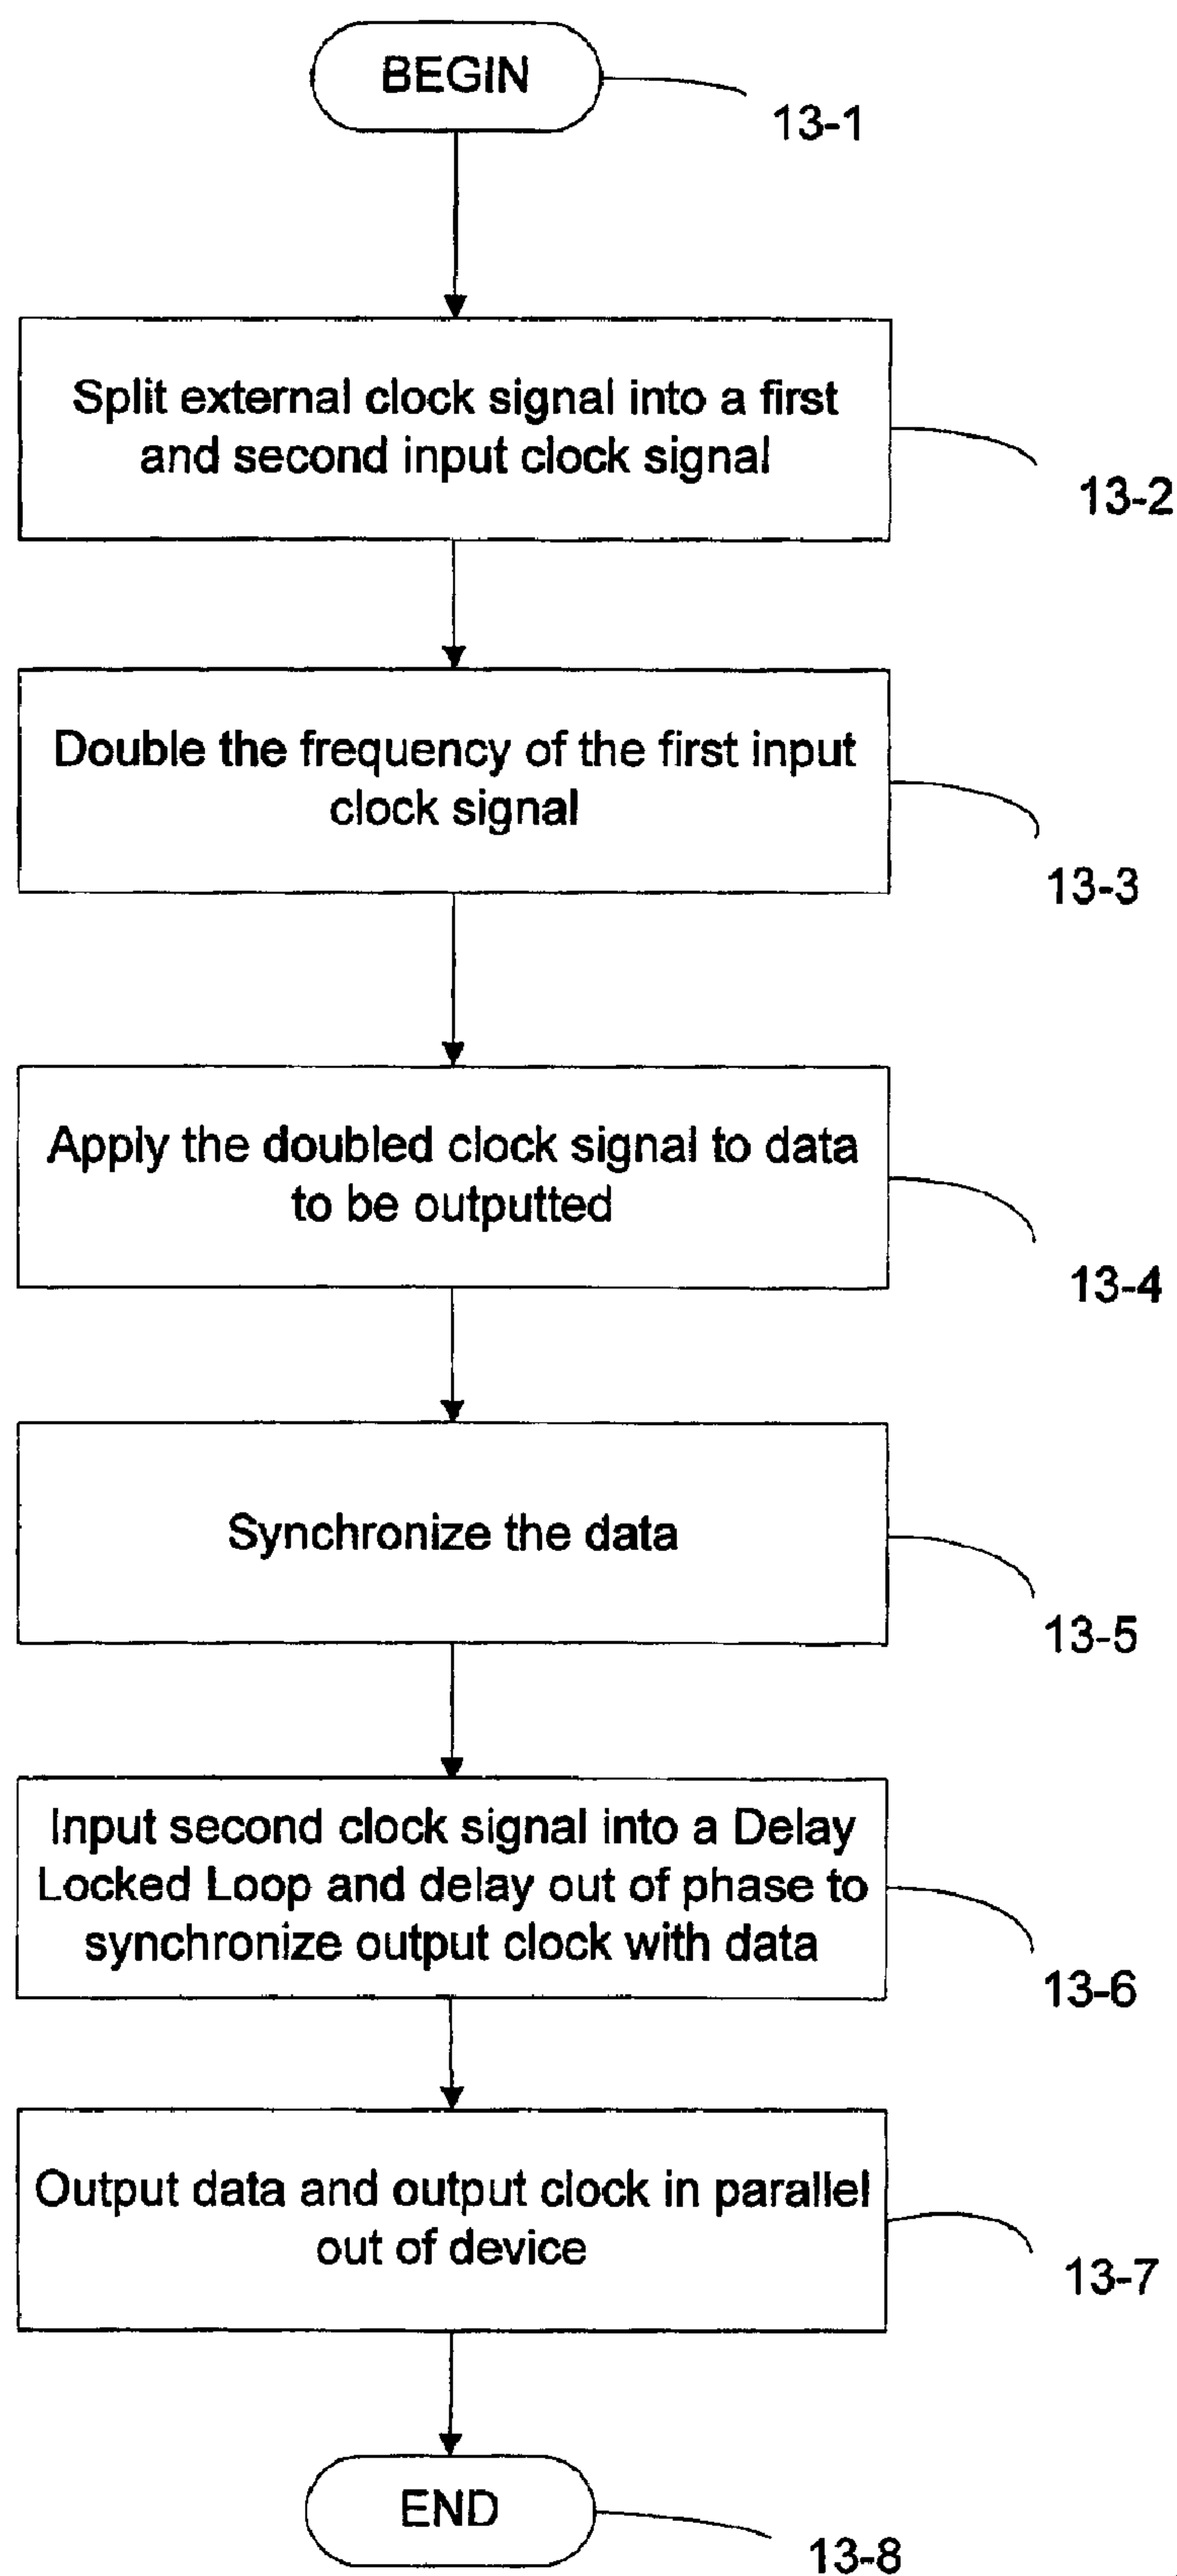 BEGIN
13-1
Split external clock signal into a first
and second input clock signal
13-2
Double the frequency of the first input
clock signal
13-3
Apply the doubled clock signal to data
to be outputted
13-4
Synchronize the data
13-5
Input second clock signal into a Delay
Locked Loop and delay out of phase to
synchronize output clock with data
13-6
Output data and output clock in parallel
out of device
13-7
END
13-8